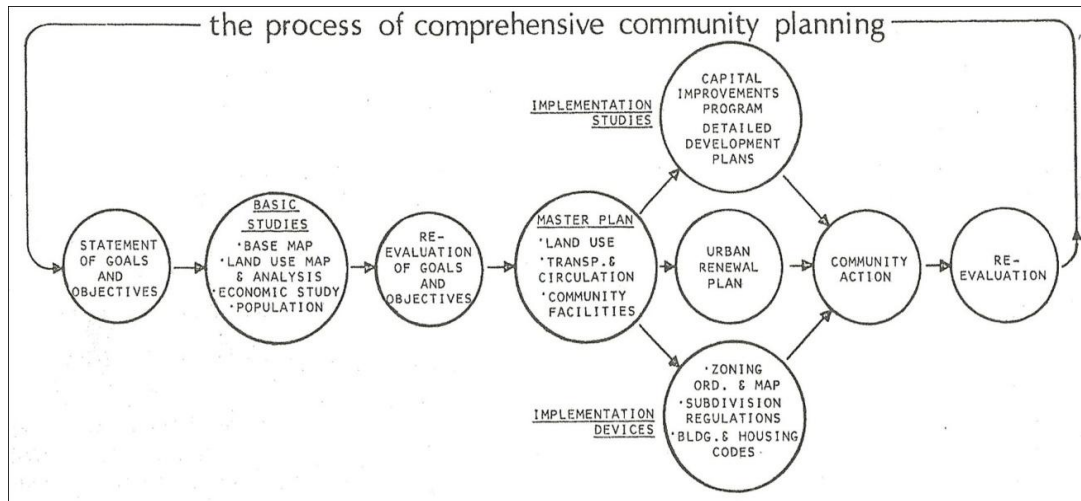 the process of comprehensive community planning
STATEMENT
OF GOALS
AND
OBJECTIVES
BASIC
STUDIES
·BASE MAP
·LAND USE MAP
& ANALYSIS
·ECONOMIC STUDY
·POPULATION
RE-
EVALUATION
OF GOALS
AND
OBJECTIVES
MASTER PLAN
·LAND USE
·TRANSP.&
CIRCULATION
·COMMUNITY
FACILITIES
IMPLEMENTATION
STUDIES
CAPITAL
IMPROVEMENTS
PROGRAM
DETAILED
DEVELOPMENT
PLANS
URBAN
RENEWAL
PLAN
IMPLEMENTATION
DEVICES
·ZONING
ORD. & MAP
·SUBDIVISION
REGULATIONS
·BLDG.& HOUSING
CODES
COMMUNITY
ACTION
RE-
EVALUATION